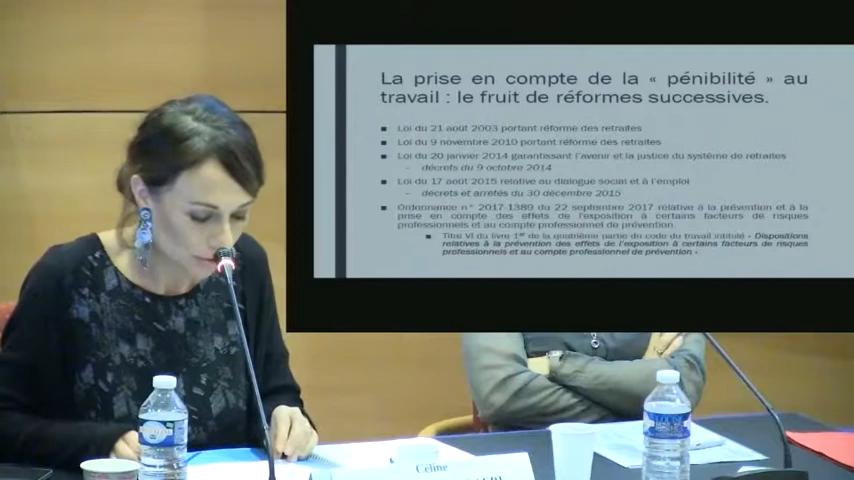 La prise en compte de la « pénibilité » au
travail : le fruit de réformes successives.
Loi du 21 août 2003 portant réforme des retraites
Loi du 9 novembre 2010 portant réforme des retraites
Loi du 20 janvier 2014 garantissant l'avenir et la justice du système de retraites
– décrets du 9 octobre 2014
Loi du 17 août 2015 relative au dialogue social et à l'emploi
– décrets et arrêtés du 30 décembre 2015
Ordonnance n° 2017-1389 du 22 septembre 2017 relative à la prévention et à la
prise en compte des effets de l'exposition à certains facteurs de risques
professionnels et au compte professionnel de prévention.
Titre VI du livre 1er de la quatrième partie du code du travail intitulé « Dispositions
relatives à la prévention des effets de l'exposition à certains facteurs de risques
professionnels et au compte professionnel de prévention »
Céline